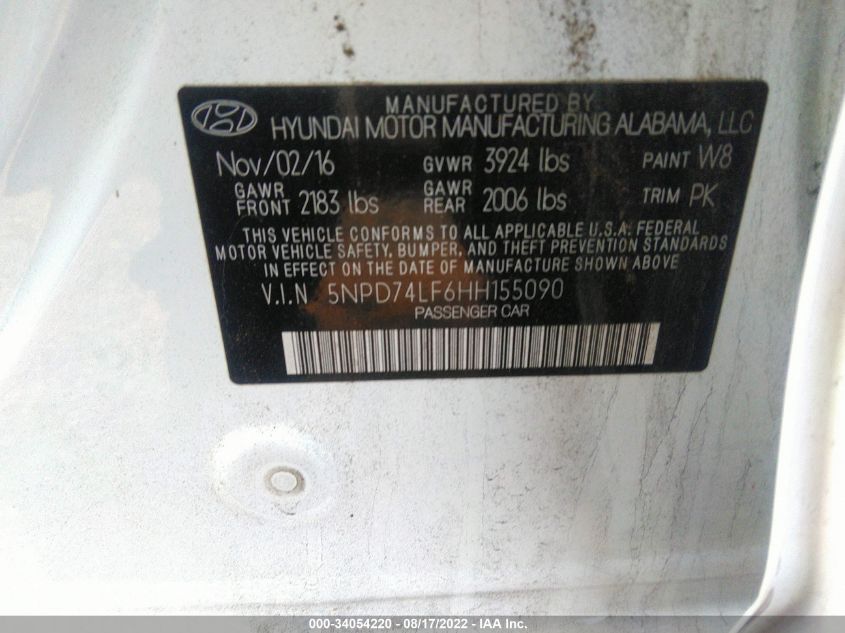 MANUFACTURED BY
HYUNDAI MOTOR MANUFACTURING ALABAMA, LLC
Nov/02/16 GVWR 3924 lbs PAINT W8
GAWR FRONT 2183 lbs GAWR REAR 2006 lbs TRIM PK
THIS VEHICLE CONFORMS TO ALL APPLICABLE U.S.A. FEDERAL
MOTOR VEHICLE SAFETY, BUMPER, AND THEFT PREVENTION STANDARDS
IN EFFECT ON THE DATE OF MANUFACTURE SHOWN ABOVE
V.I.N 5NPD74LF6HH155090
PASSENGER CAR
000-34054220 - 08/17/2022 - IAA Inc.